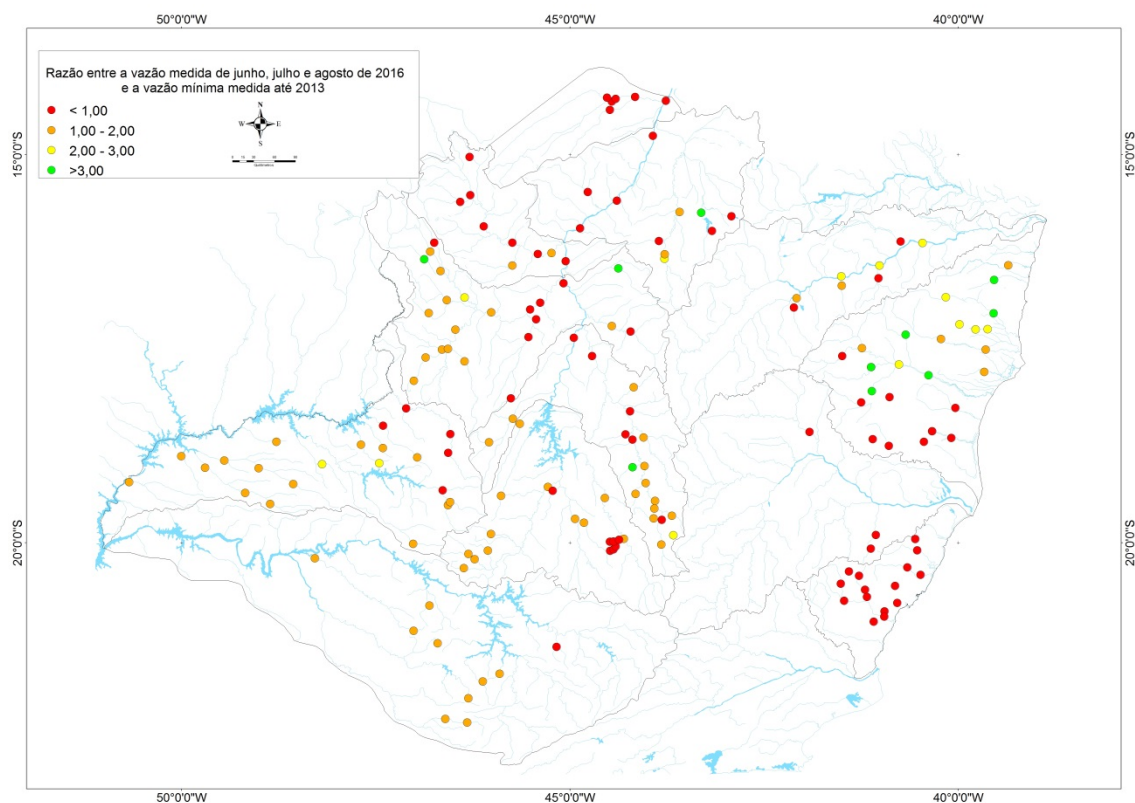 50°0'0"W 45°0'0"W 40°0'0"W
Razão entre a vazão medida de junho, julho e agosto de 2016
e a vazão mínima medida até 2013
< 1,00
1,00 - 2,00
2,00 - 3,00
>3,00
N
W E
S
15°0'0"S 15°0'0"S
20°0'0"S 20°0'0"S
50°0'0"W 45°0'0"W 40°0'0"W